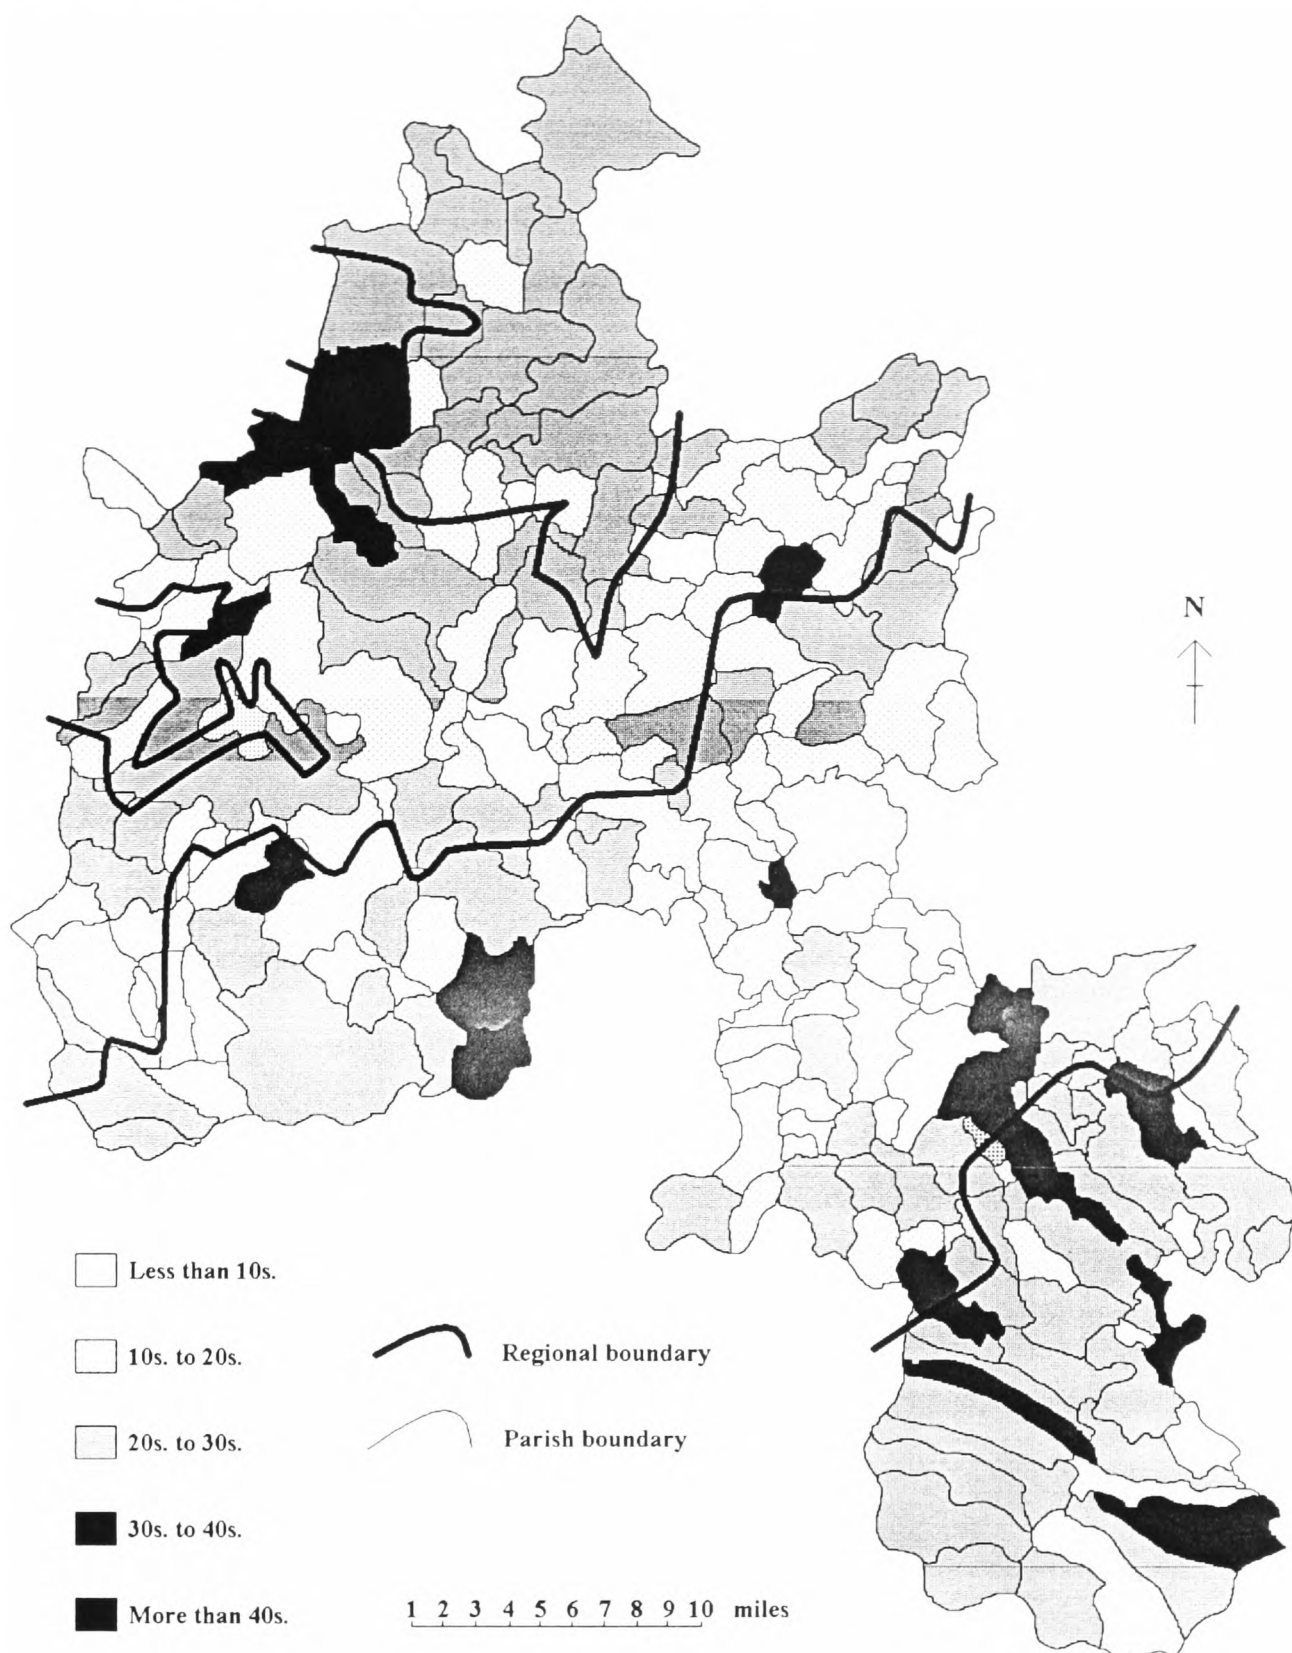 N
Less than 10s.
10s. to 20s.
20s. to 30s.
30s. to 40s.
More than 40s.
Regional boundary
Parish boundary
1 2 3 4 5 6 7 8 9 10 miles